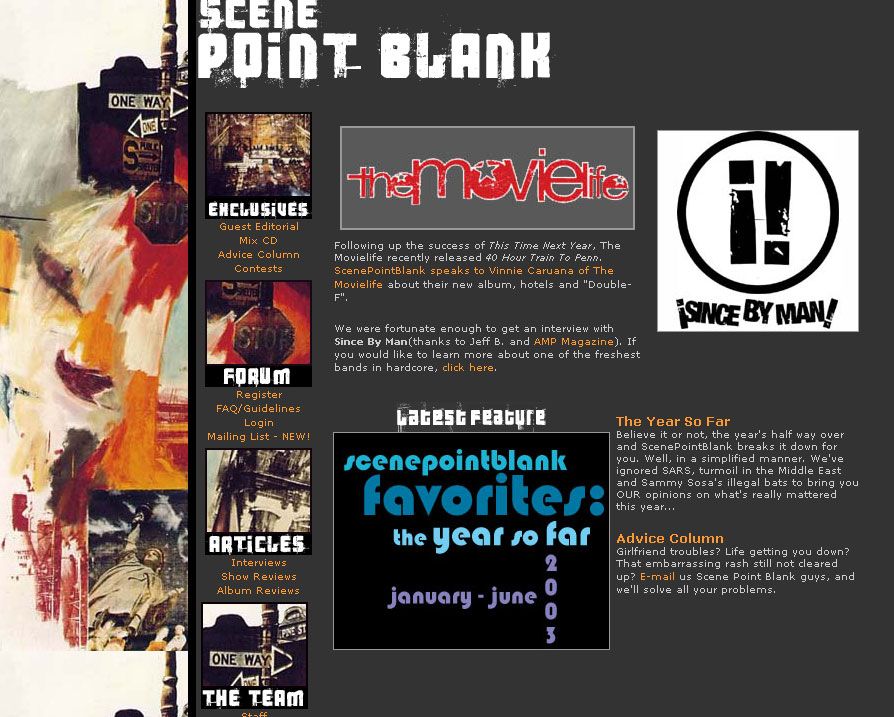 SCENE
POINT BLANK
ONE WAY
ONE
S PUBLIC
SHELTER
STOP
EXCLUSIVES
Guest Editorial
Mix CD
Advice Column
Contests
STOP
FORUM
Register
FAQ/Guidelines
Login
Mailing List - NEW!
ARTICLES
Interviews
Show Reviews
Album Reviews
PINE ST
ONE WAY
THE TEAM
Staff
themovielife
Following up the success of This Time Next Year, The
Movielife recently released 40 Hour Train To Penn.
ScenePointBlank speaks to Vinnie Caruana of The
Movielife about their new album, hotels and "Double-
F".
We were fortunate enough to get an interview with
Since By Man(thanks to Jeff B. and AMP Magazine). If
you would like to learn more about one of the freshest
bands in hardcore, click here.
¡!
¡SINCE BY MAN!
Latest Feature
scenepointblank
favorites:
the year so far
2003
january - june
The Year So Far
Believe it or not, the year's half way over
and ScenePointBlank breaks it down for
you. Well, in a simplified manner. We've
ignored SARS, turmoil in the Middle East
and Sammy Sosa's illegal bats to bring you
OUR opinions on what's really mattered
this year...
Advice Column
Girlfriend troubles? Life getting you down?
That embarrassing rash still not cleared
up? E-mail us Scene Point Blank guys, and
we'll solve all your problems.